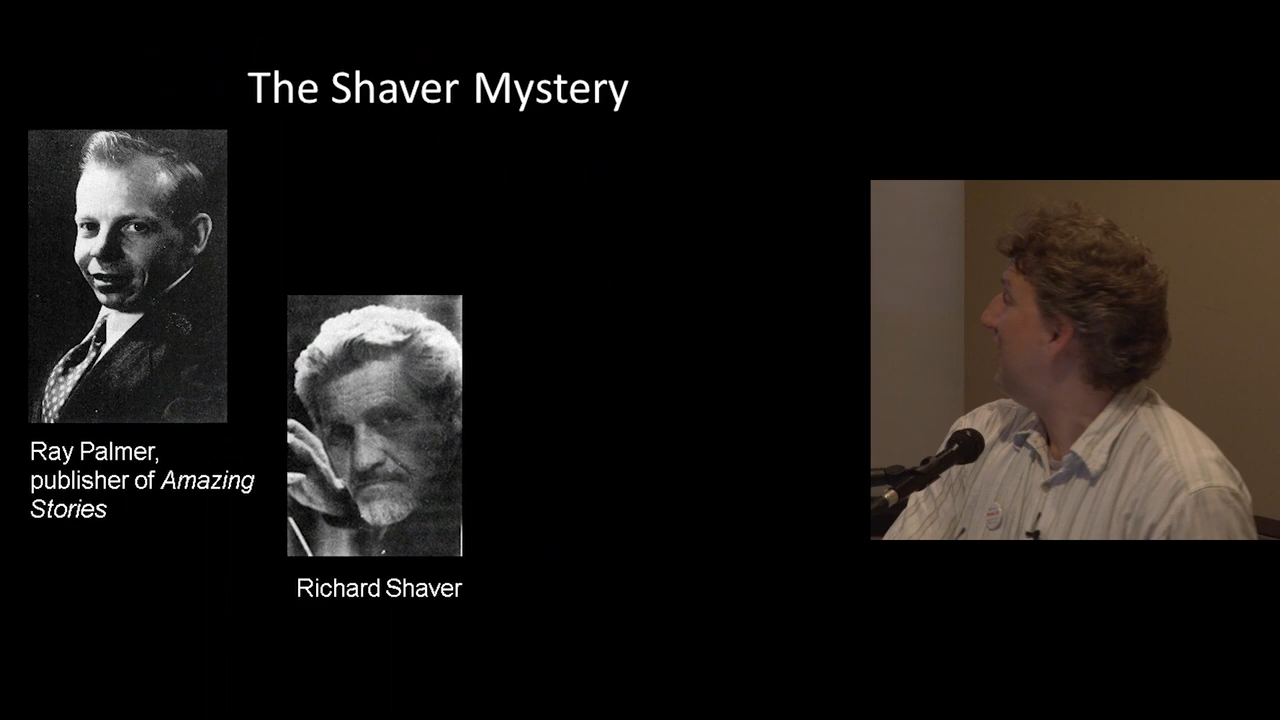 The Shaver Mystery
Ray Palmer,
publisher of Amazing
Stories
Richard Shaver